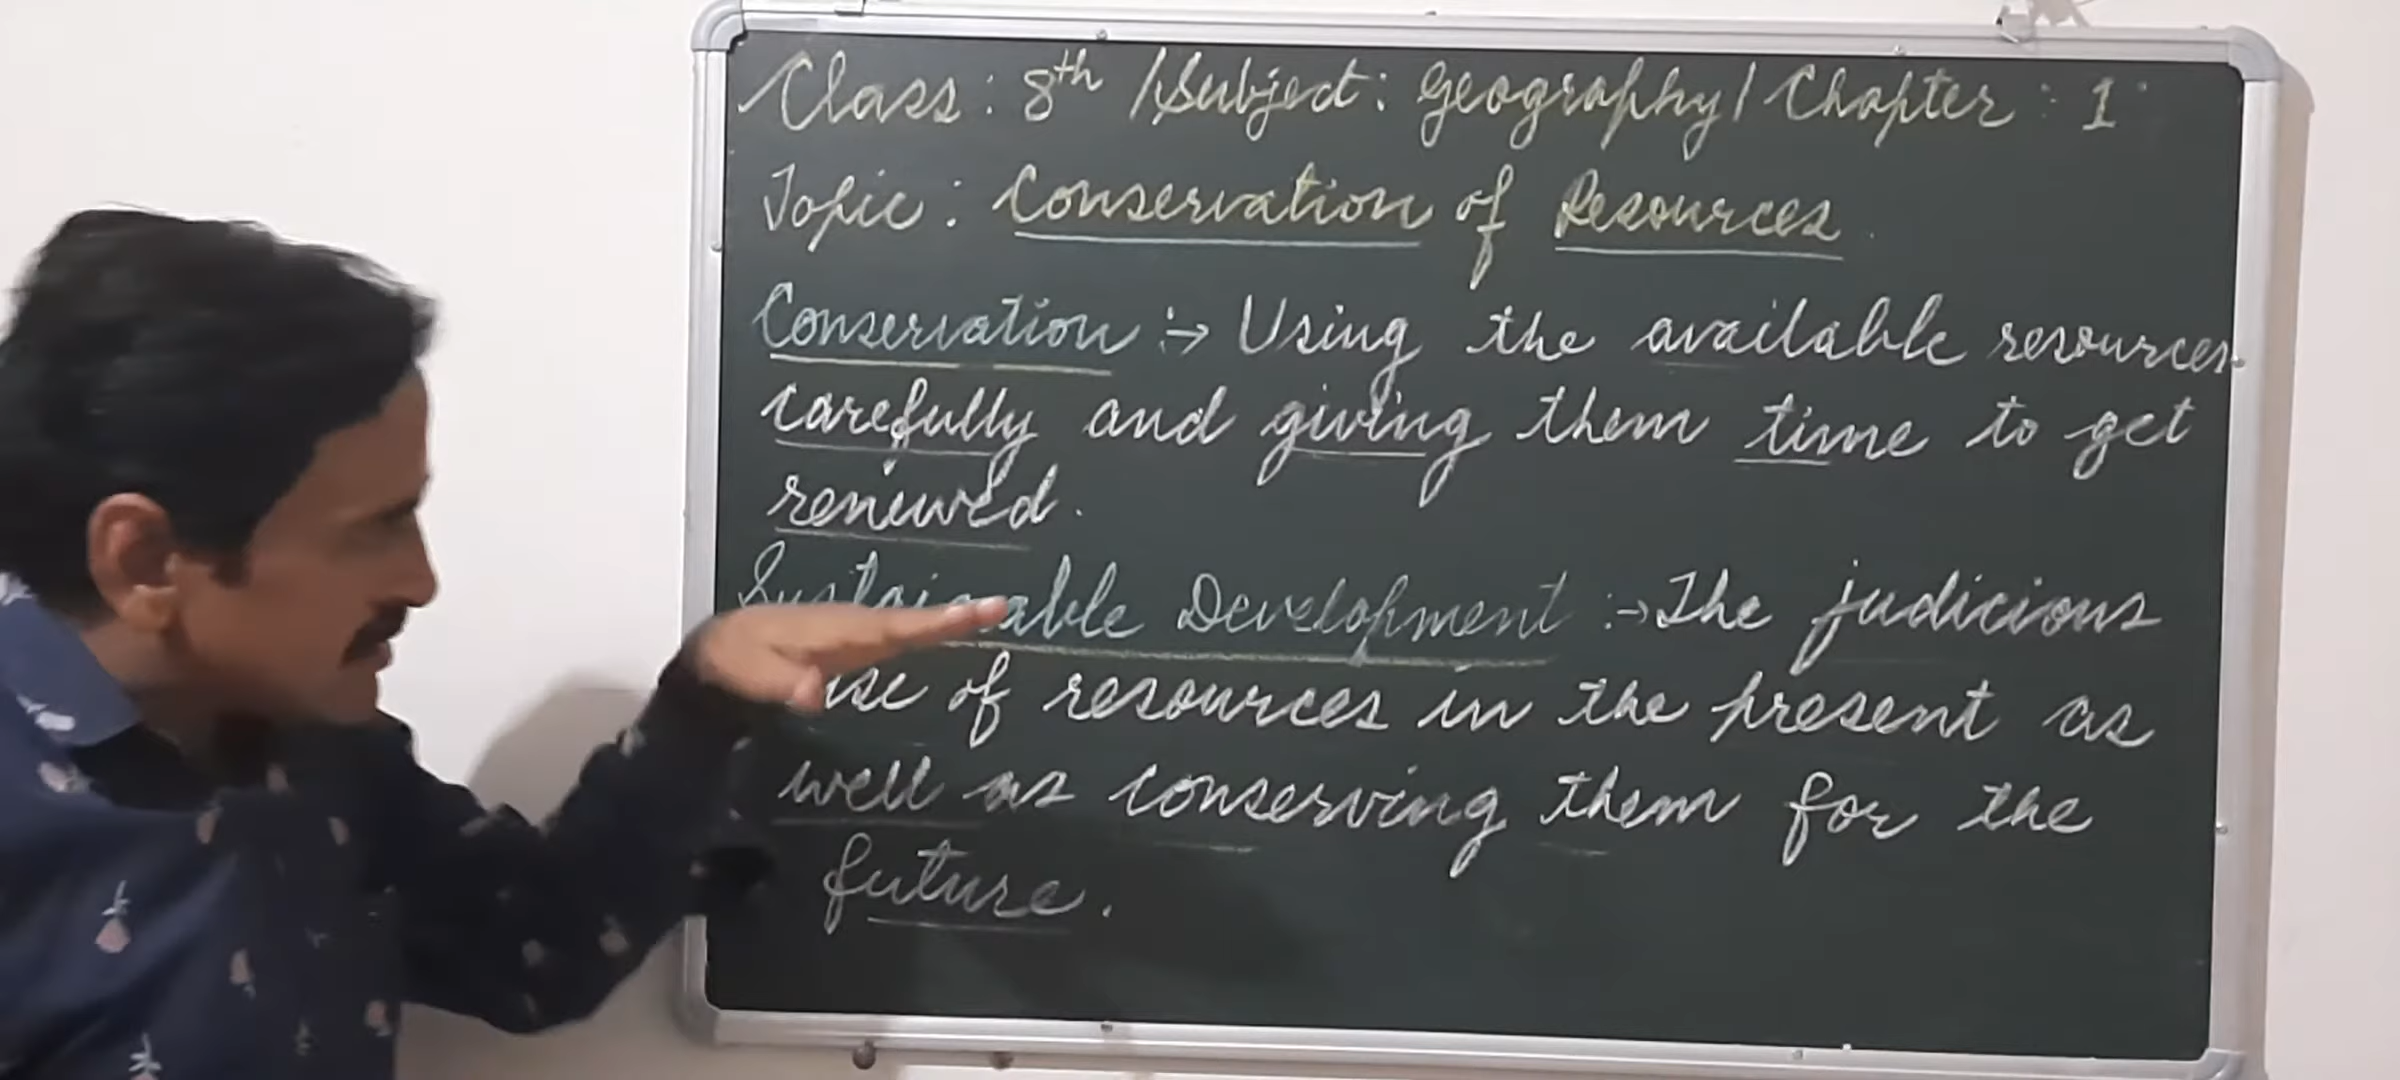 Class : 8th / Subject : Geography / Chapter : 1
Topic : Conservation of Resources.
Conservation :→ Using the available resources
carefully and giving them time to get
renewed.
Sustainable Development :→ The judicious
use of resources in the present as
well as conserving them for the
future.